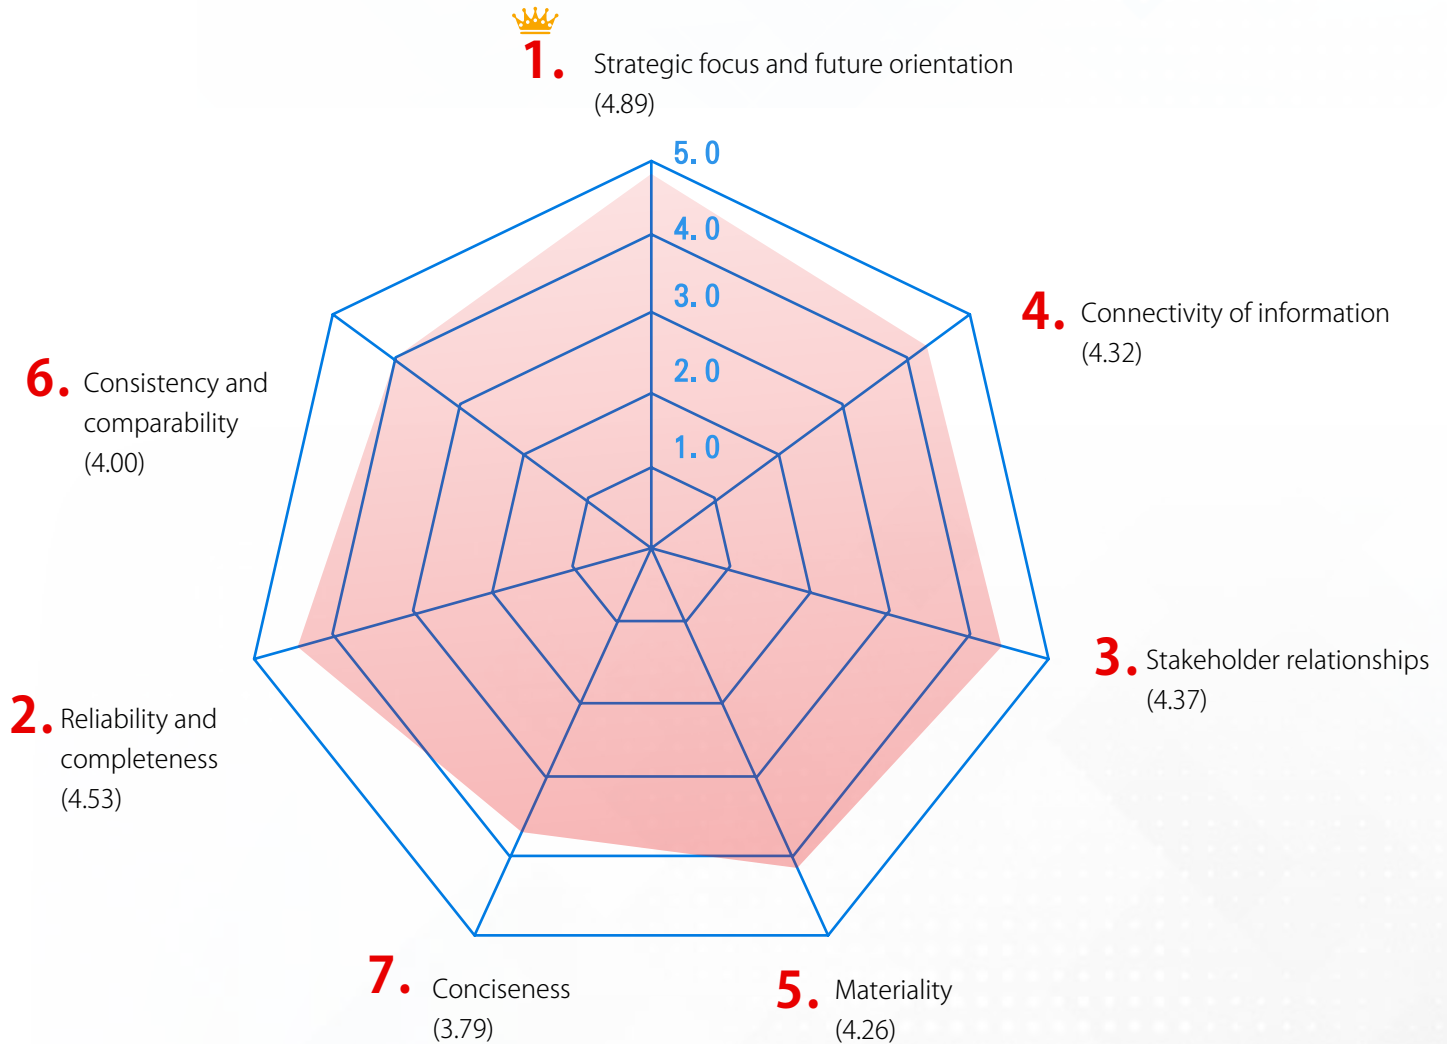 1.
Strategic focus and future orientation
(4.89)
5.0
4.0
3.0
2.0
1.0
4.
Connectivity of information
(4.32)
6.
Consistency and
comparability
(4.00)
3.
Stakeholder relationships
(4.37)
2.
Reliability and
completeness
(4.53)
7.
Conciseness
(3.79)
5.
Materiality
(4.26)